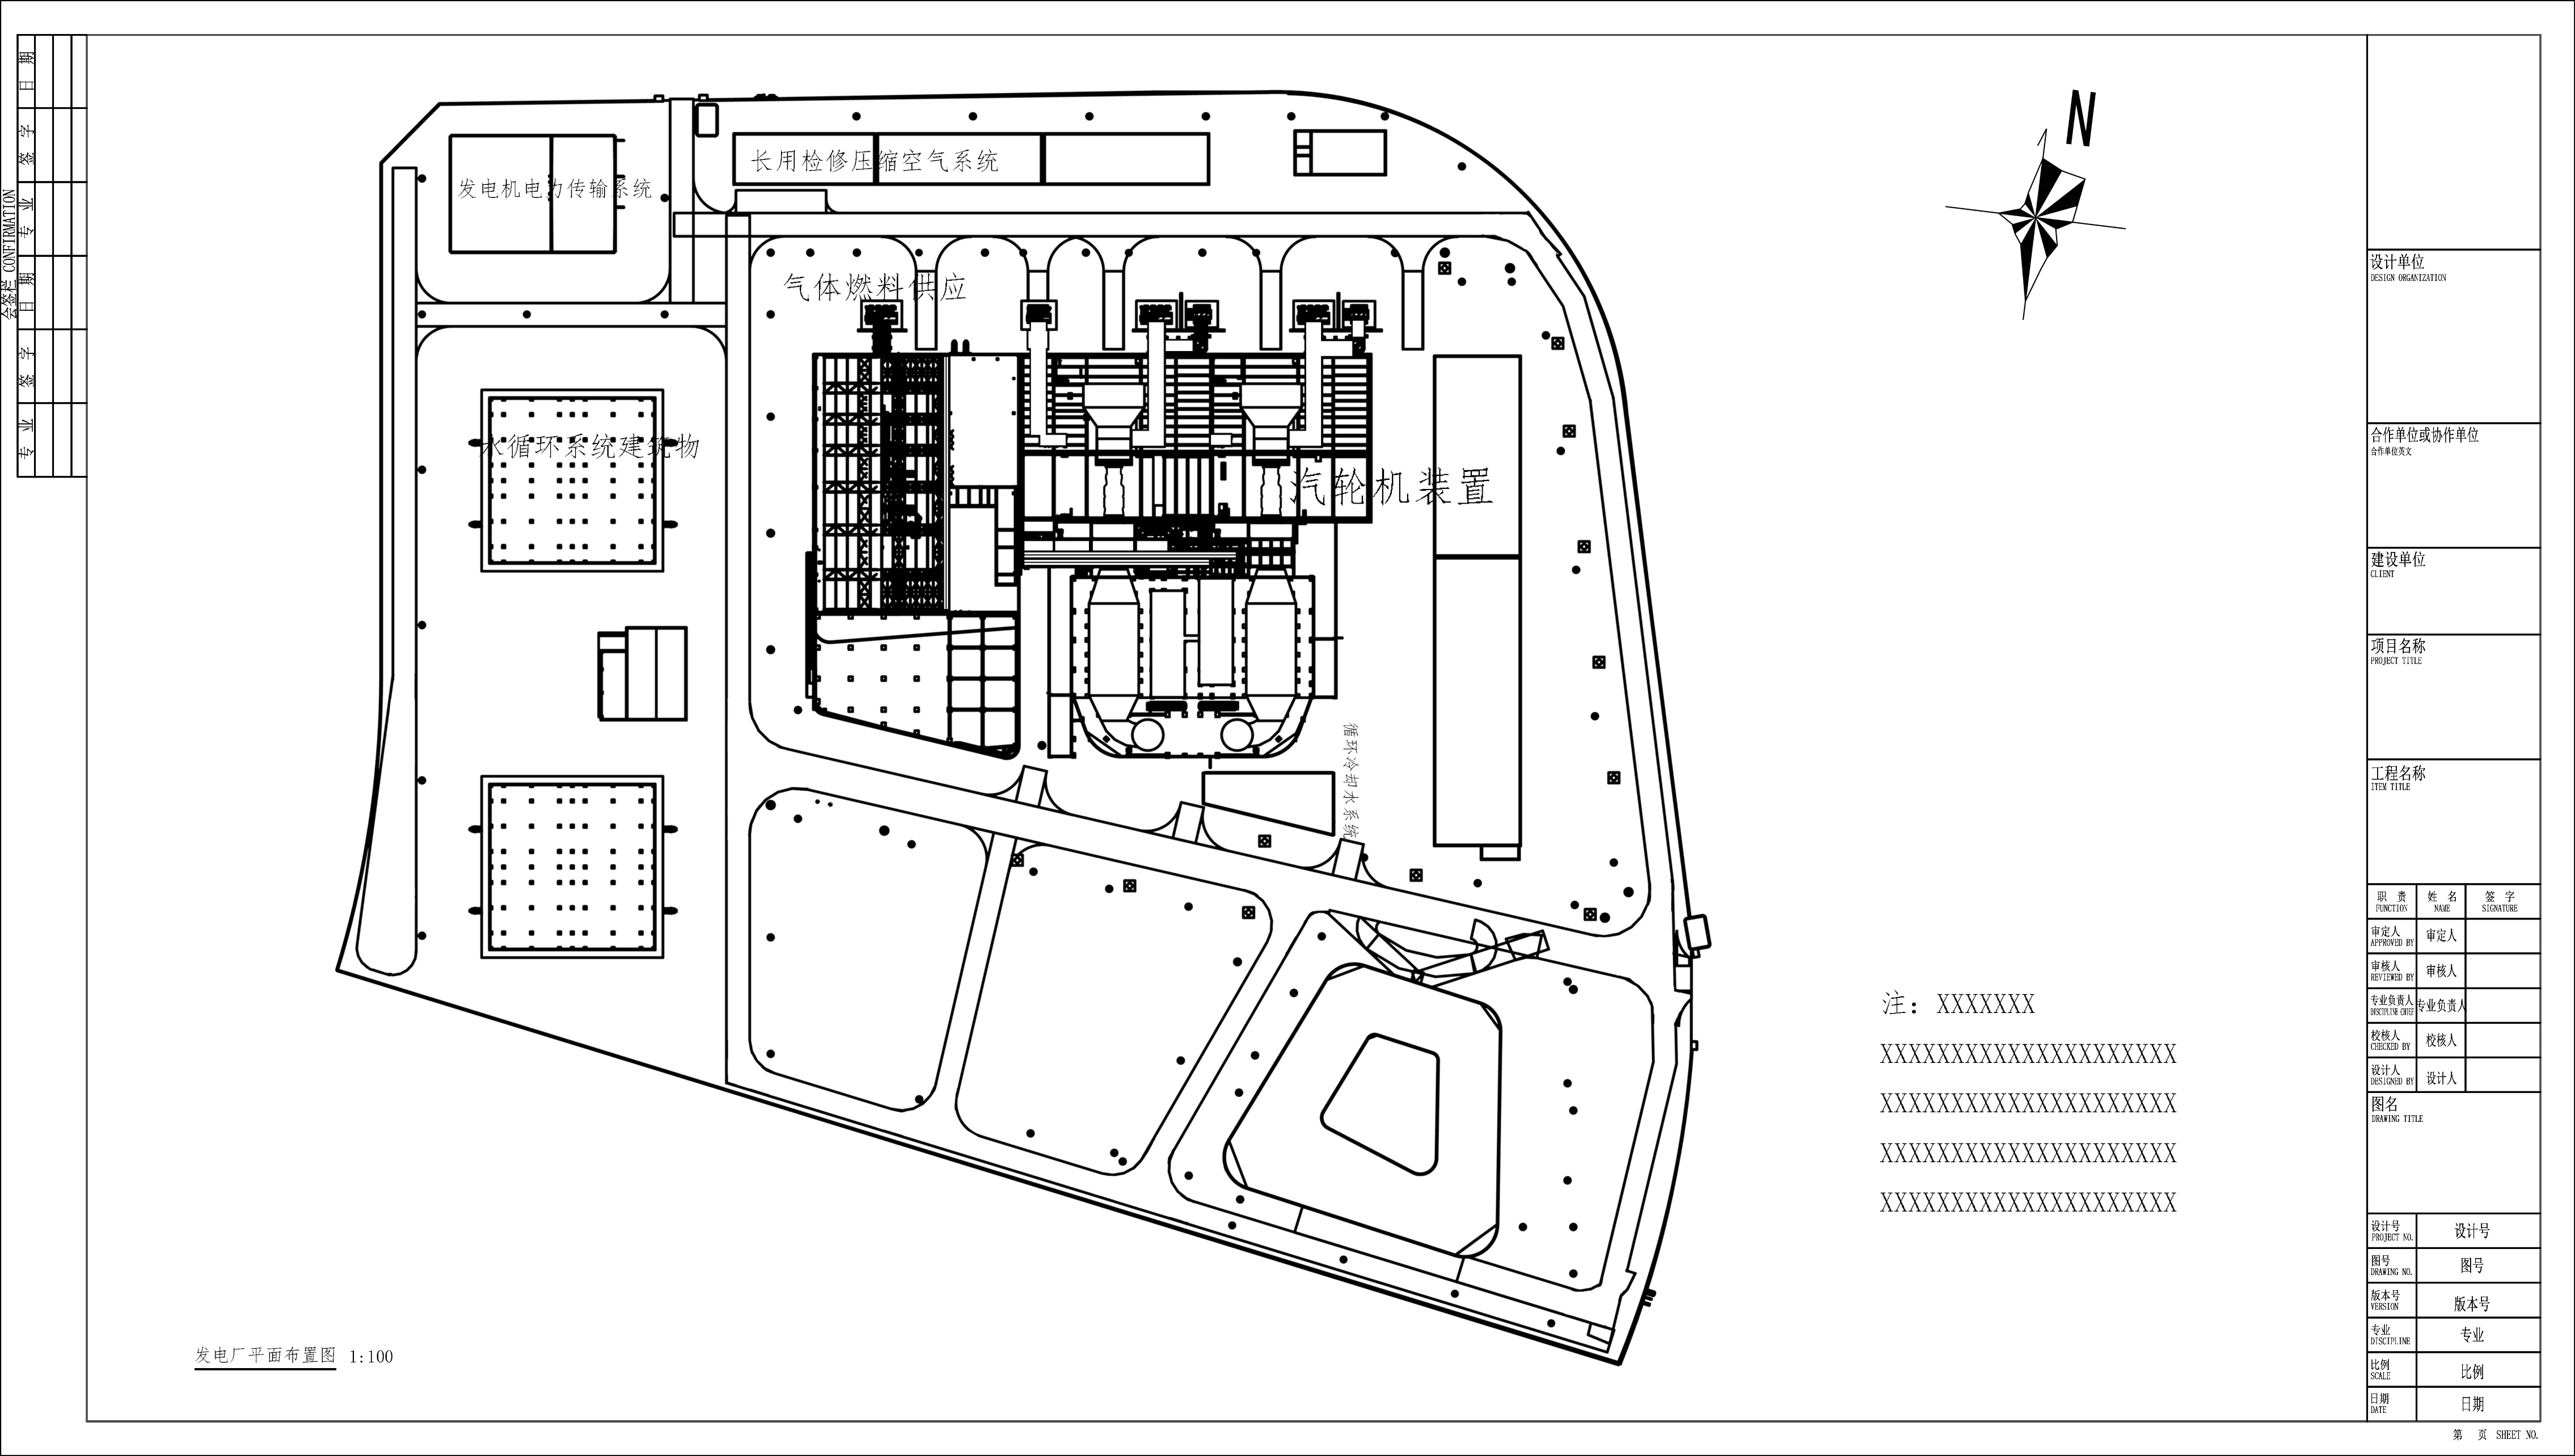 会签栏 CONFIRMATION
专 业 签 字 日 期
专 业 签 字 日 期
发电机电力传输系统
长用检修压缩空气系统
气体燃料供应
水循环系统建筑物
汽轮机装置
循环冷却水系统
N
注: XXXXXXX
XXXXXXXXXXXXXXXXXXXXX
XXXXXXXXXXXXXXXXXXXXX
XXXXXXXXXXXXXXXXXXXXX
XXXXXXXXXXXXXXXXXXXXX
发电厂平面布置图 1:100
设计单位
DESIGN ORGANIZATION
合作单位或协作单位
合作单位英文
建设单位
CLIENT
项目名称
PROJECT TITLE
工程名称
ITEM TITLE
职 责 姓 名 签 字
FUNCTION NAME SIGNATURE
审定人 审定人
APPROVED BY
审核人 审核人
REVIEWED BY
专业负责人 专业负责人
DISCIPLINE CHIEF
校核人 校核人
CHECKED BY
设计人 设计人
DESIGNED BY
图名
DRAWING TITLE
设计号 设计号
PROJECT NO.
图号 图号
DRAWING NO.
版本号 版本号
VERSION
专业 专业
DISCIPLINE
比例 比例
SCALE
日期 日期
DATE
第 页 SHEET NO.